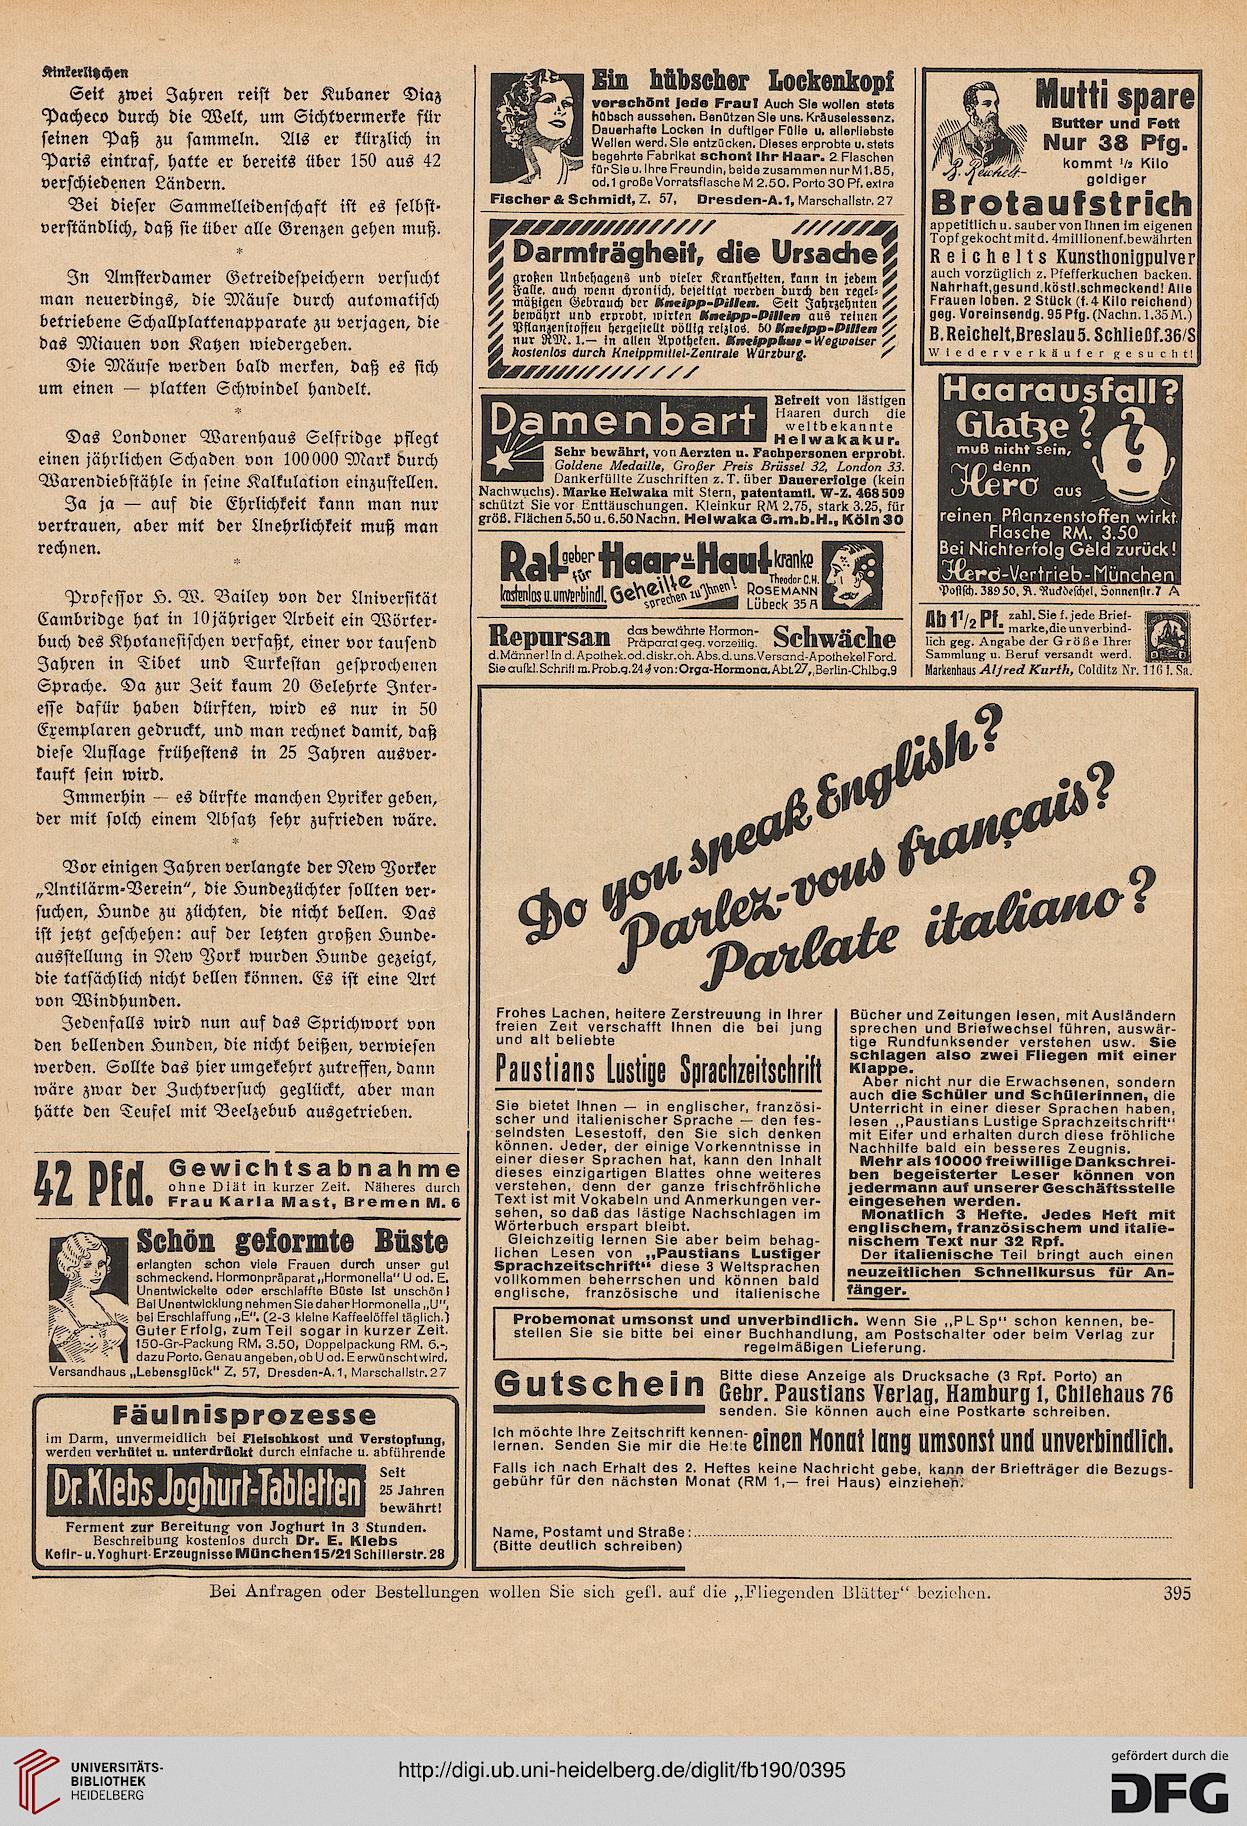 Kinkerlitzchen
Seit zwei Jahren reist der Kubaner Diaz
Pacheco durch die Welt, um Sichtvermerke für
seinen Paß zu sammeln. Als er kürzlich in
Paris eintraf, hatte er bereits über 150 aus 42
verschiedenen Ländern.
Bei dieser Sammelleidenschaft ist es selbst-
verständlich, daß sie über alle Grenzen gehen muß.
*
In Amsterdamer Getreidespeichern versucht
man neuerdings, die Mäuse durch automatisch
betriebene Schallplattenapparate zu verjagen, die
das Miauen von Katzen wiedergeben.
Die Mäuse werden bald merken, daß es sich
um einen — platten Schwindel handelt.
*
Das Londoner Warenhaus Selfridge pflegt
einen jährlichen Schaden von 100000 Mark durch
Warendiebstähle in seine Kalkulation einzustellen.
Ja ja — auf die Ehrlichkeit kann man nur
vertrauen, aber mit der Unehrlichkeit muß man
rechnen.
*
Professor H. W. Bailey von der Universität
Cambridge hat in 10jähriger Arbeit ein Wörter-
buch des Khotanesischen verfaßt, einer vor tausend
Jahren in Tibet und Turkestan gesprochenen
Sprache. Da zur Zeit kaum 20 Gelehrte Inter-
esse dafür haben dürften, wird es nur in 50
Exemplaren gedruckt, und man rechnet damit, daß
diese Auflage frühestens in 25 Jahren ausver-
kauft sein wird.
Immerhin — es dürfte manchen Lyriker geben,
der mit solch einem Absatz sehr zufrieden wäre.
*
Vor einigen Jahren verlangte der New Yorker
„Antilärm-Verein", die Hundezüchter sollten ver-
suchen, Hunde zu züchten, die nicht bellen. Das
ist jetzt geschehen: auf der letzten großen Hunde-
ausstellung in New York wurden Hunde gezeigt,
die tatsächlich nicht bellen können. Es ist eine Art
von Windhunden.
Jedenfalls wird nun auf das Sprichwort von
den bellenden Hunden, die nicht beißen, verwiesen
werden. Sollte das hier umgekehrt zutreffen, dann
wäre zwar der Zuchtversuch geglückt, aber man
hätte den Teufel mit Beelzebub ausgetrieben.
42 Pfd. Gewichtsabnahme
ohne Diät in kurzer Zeit. Näheres durch
Frau Karla Mast, Bremen M. 6
Schön geformte Büste
erlangten schon viele Frauen durch unser gut
schmeckend. Hormonpräparat „Hormonella" U od. E.
Unentwickelte oder erschlaffte Büste ist unschön!
Bei Unentwicklung nehmen Sie daher Hormonella „U",
bei Erschlaffung „E". (2-3 kleine Kaffeelöffel täglich.)
Guter Erfolg, zum Teil sogar in kurzer Zeit.
150-Gr-Packung RM. 3.50, Doppelpackung RM. 6.-,
dazu Porto. Genau angeben, ob U od. E erwünscht wird.
Versandhaus „Lebensglück" Z. 57, Dresden-A.1, Marschallstr. 27
Fäulnisprozesse
im Darm, unvermeidlich bei Fleischkost und Verstopfung,
werden verhütet u. unterdrückt durch einfache u. abführende
Dr. Klebs Joghurt-Tabletten
Seit
25 Jahren
bewährt!
Ferment zur Bereitung von Joghurt in 3 Stunden.
Beschreibung kostenlos durch Dr. E. Klebs
Kefir- u. Yoghurt-Erzeugnisse München 15/21 Schillerstr. 28
Ein hübscher Lockenkopf
verschönt jede Frau! Auch Sie wollen stets
hübsch aussehen. Benützen Sie uns. Kräuselessenz.
Dauerhafte Locken in duftiger Fülle u. allerliebste
Wellen werd. Sie entzücken. Dieses erprobte u. stets
begehrte Fabrikat schont Ihr Haar. 2 Flaschen
für Sie u. Ihre Freundin, beide zusammen nur M 1.85,
od. 1 große Vorratsflasche M 2.50. Porto 30 Pf. extra
Fischer & Schmidt, Z. 57, Dresden-A.1, Marschallstr. 27
Darmträgheit, die Ursache
großen Unbehagens und vieler Krankheiten, kann in jedem
Falle, auch wenn chronisch, beseitigt werden durch den regel-
mäßigen Gebrauch der Kneipp-Pillen. Seit Jahrzehnten
bewährt und erprobt, wirken Kneipp-Pillen aus reinen
Pflanzenstoffen hergestellt völlig reizlos. 50 Kneipp-Pillen
nur RM. 1.— in allen Apotheken. Kneippkur-Wegweiser
kostenlos durch Kneippmittel-Zentrale Würzburg.
Damenbart
Befreit von lästigen
Haaren durch die
weltbekannte
Helwakakur.
Sehr bewährt, von Aerzten u. Fachpersonen erprobt.
Goldene Medaille, Großer Preis Brüssel 32, London 33.
Dankerfüllte Zuschriften z. T. über Dauererfolge (kein
Nachwuchs). Marke Helwaka mit Stern, patentamtl. W-Z. 468509
schützt Sie vor Enttäuschungen. Kleinkur RM 2.75, stark 3.25, für
größ. Flächen 5.50 u. 6.50 Nachn. Helwaka G.m.b.H., Köln 30
Ratgeber für Haar- u. Hautkranke
kostenlos u. unverbindl. Geheilte sprechen zu Ihnen!
Theodor C.H.
Rosemann
Lübeck 35 A
Repursan das bewährte Hormon-
Präparat geg. vorzeitig. Schwäche
d. Männer! In d. Apothek. od. diskr. oh. Abs. d. uns. Versand-Apotheke! Ford.
Sie aufkl. Schrift m. Prob. g. 24 ₰ von: Orga-Hormona. Abt. 27, Berlin-Chlbg. 9
Mutti spare
Butter und Fett
Nur 38 Pfg.
kommt ½ Kilo
goldiger
B. Reichelt
Brotaufstrich
appetitlich u. sauber von Ihnen im eigenen
Topf gekocht mit d. 4millionenf. bewährten
Reichelts Kunsthonigpulver
auch vorzüglich z. Pfefferkuchen backen.
Nahrhaft, gesund, köstl. schmeckend! Alle
Frauen loben. 2 Stück (f. 4 Kilo reichend)
geg. Voreinsendg. 95 Pfg. (Nachn. 1.35 M.)
B. Reichelt, Breslau 5. Schließf. 36/S
Wiederverkäufer gesucht!
Haarausfall?
Glatze?
muß nicht sein,
denn
Hero aus
reinen Pflanzenstoffen wirkt.
Flasche RM. 3.50
Bei Nichterfolg Geld zurück!
Hero-Vertrieb-München
Postsch. 38950, A. Ruckdeschel, Sonnenstr. 7 A
Ab 1½ Pf. zahl. Sie f. jede Brief-
marke, die unverbind-
lich geg. Angabe der Größe Ihrer
Sammlung u. Beruf versandt werd.
Markenhaus Alfred Kurth, Colditz Nr. 116 i. Sa.
Do you speak English?
Parlez-vous français?
Parlate italiano?
Frohes Lachen, heitere Zerstreuung in Ihrer
freien Zeit verschafft Ihnen die bei jung
und alt beliebte
Paustians Lustige Sprachzeitschrift
Sie bietet Ihnen — in englischer, französi-
scher und italienischer Sprache — den fes-
selndsten Lesestoff, den Sie sich denken
können. Jeder, der einige Vorkenntnisse in
einer dieser Sprachen hat, kann den Inhalt
dieses einzigartigen Blattes ohne weiteres
verstehen, denn der ganze frischfröhliche
Text ist mit Vokabeln und Anmerkungen ver-
sehen, so daß das lästige Nachschlagen im
Wörterbuch erspart bleibt.
Gleichzeitig lernen Sie aber beim behag-
lichen Lesen von „Paustians Lustiger
Sprachzeitschrift" diese 3 Weltsprachen
vollkommen beherrschen und können bald
englische, französische und italienische
Bücher und Zeitungen lesen, mit Ausländern
sprechen und Briefwechsel führen, auswär-
tige Rundfunksender verstehen usw. Sie
schlagen also zwei Fliegen mit einer
Klappe.
Aber nicht nur die Erwachsenen, sondern
auch die Schüler und Schülerinnen, die
Unterricht in einer dieser Sprachen haben,
lesen „Paustians Lustige Sprachzeitschrift"
mit Eifer und erhalten durch diese fröhliche
Nachhilfe bald ein besseres Zeugnis.
Mehr als 10000 freiwillige Dankschrei-
ben begeisterter Leser können von
jedermann auf unserer Geschäftsstelle
eingesehen werden.
Monatlich 3 Hefte. Jedes Heft mit
englischem, französischem und italie-
nischem Text nur 32 Rpf.
Der italienische Teil bringt auch einen
neuzeitlichen Schnellkursus für An-
fänger.
Probemonat umsonst und unverbindlich. Wenn Sie „PLSp" schon kennen, be-
stellen Sie sie bitte bei einer Buchhandlung, am Postschalter oder beim Verlag zur
regelmäßigen Lieferung.
Gutschein
Bitte diese Anzeige als Drucksache (3 Rpf. Porto) an
Gebr. Paustians Verlag, Hamburg 1, Chilehaus 76
senden. Sie können auch eine Postkarte schreiben.
Ich möchte Ihre Zeitschrift kennen-
lernen. Senden Sie mir die Hefte einen Monat lang umsonst und unverbindlich.
Falls ich nach Erhalt des 2. Heftes keine Nachricht gebe, kann der Briefträger die Bezugs-
gebühr für den nächsten Monat (RM 1,— frei Haus) einziehen.
Name, Postamt und Straße:
(Bitte deutlich schreiben)
Bei Anfragen oder Bestellungen wollen Sie sich gefl. auf die „Fliegenden Blätter" beziehen.
395
UNIVERSITÄTS-
BIBLIOTHEK
HEIDELBERG
http://digi.ub.uni-heidelberg.de/diglit/fb190/0395
gefördert durch die
DFG